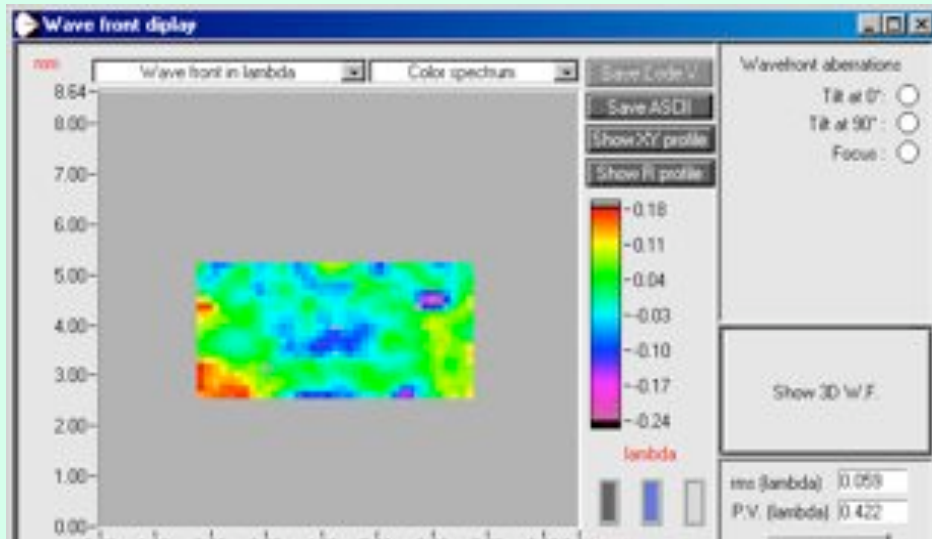 Wave front diplay
mm
Wave front in lambda
Color spectrum
Save Code V
Save ASCII
Show XY profile
Show R profile
Wavefront aberrations
Tilt at 0°:
Tilt at 90° :
Focus :
8.64
8.00
7.00
6.00
5.00
4.00
3.00
2.00
1.00
0.00
0.18
0.11
0.04
-0.03
-0.10
-0.17
-0.24
lambda
Show 3D W.F.
rms (lambda) 0.059
P.V. (lambda) 0.422